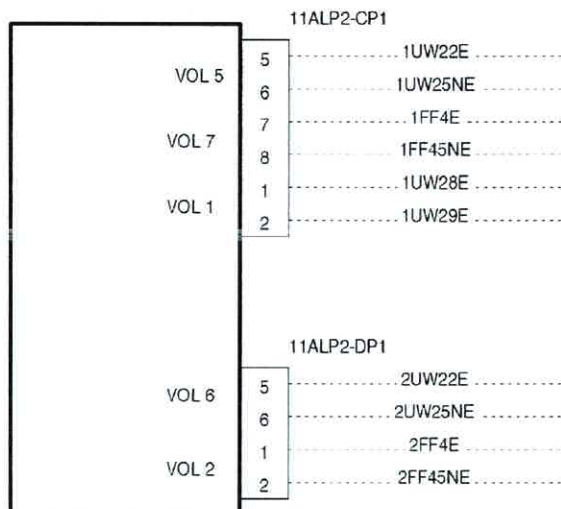 11ALP2-CP1
5 1UW22E
VOL 5
6 1UW25NE
7 1FF4E
VOL 7
8 1FF45NE
1 1UW28E
VOL 1
2 1UW29E
11ALP2-DP1
5 2UW22E
VOL 6
6 2UW25NE
1 2FF4E
VOL 2
2 2FF45NE